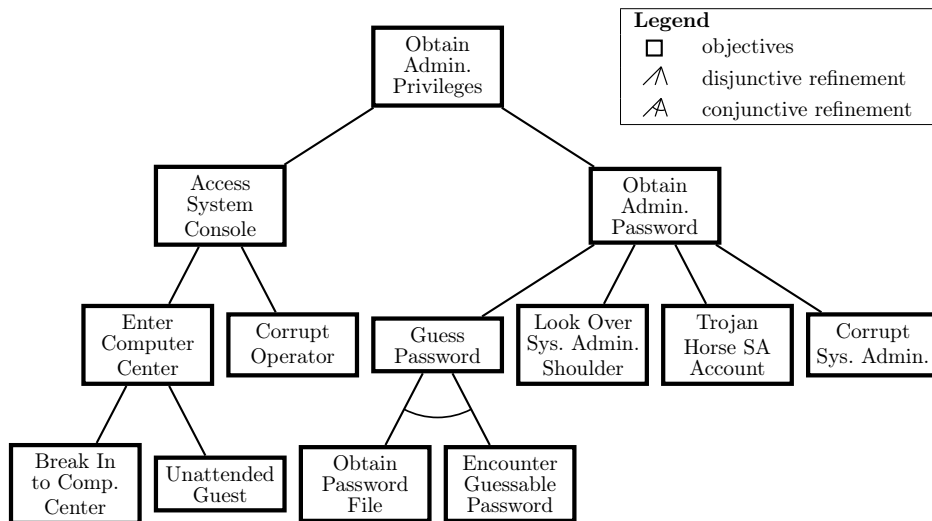 Obtain
Admin.
Privileges
Legend
objectives
disjunctive refinement
conjunctive refinement
Access
System
Console
Obtain
Admin.
Password
Enter
Computer
Center
Corrupt
Operator
Guess
Password
Look Over
Sys. Admin.
Shoulder
Trojan
Horse SA
Account
Corrupt
Sys. Admin.
Break In
to Comp.
Center
Unattended
Guest
Obtain
Password
File
Encounter
Guessable
Password